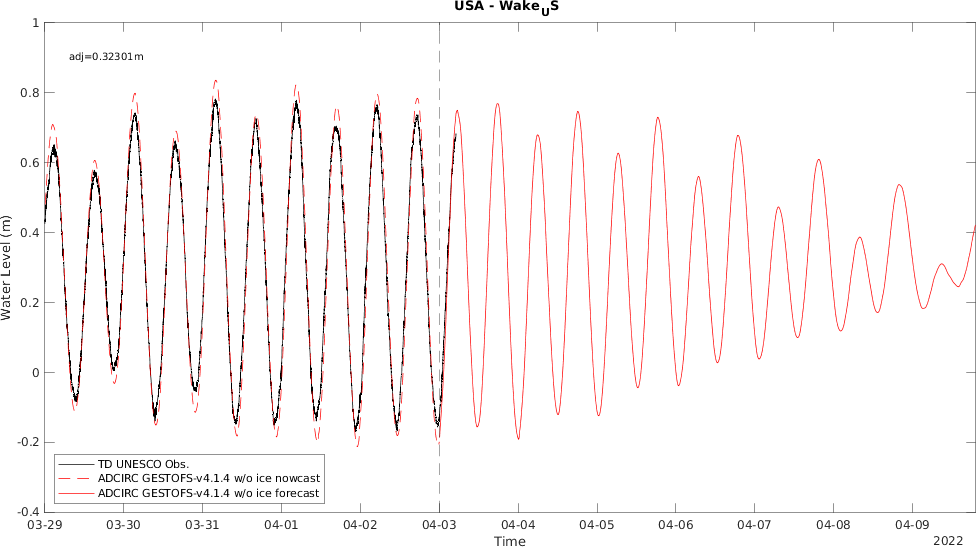 USA - Wake_US
adj=0.32301m
1
0.8
0.6
0.4
0.2
0
-0.2
-0.4
Water Level (m)
TD UNESCO Obs.
ADCIRC GESTOFS-v4.1.4 w/o ice nowcast
ADCIRC GESTOFS-v4.1.4 w/o ice forecast
03-29 03-30 03-31 04-01 04-02 04-03 04-04 04-05 04-06 04-07 04-08 04-09
Time
2022